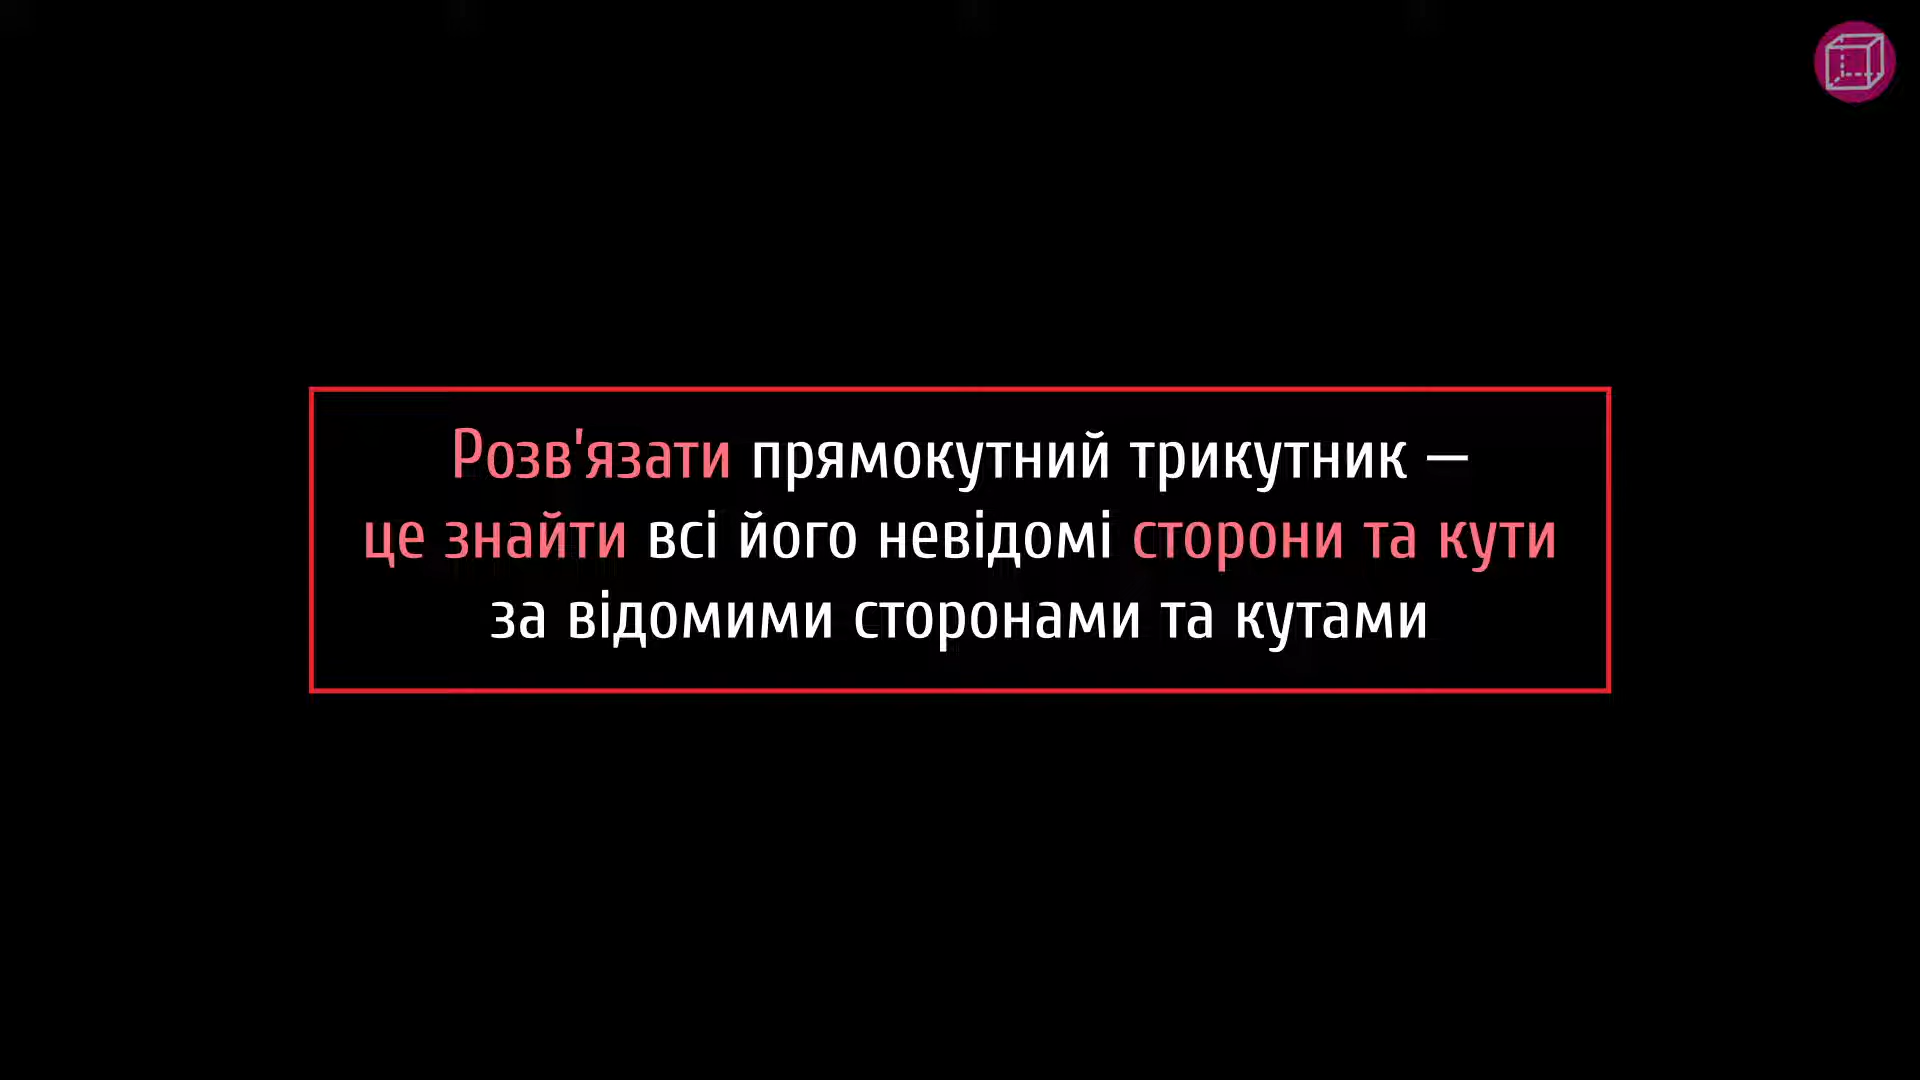 Розв'язати прямокутний трикутник —
це знайти всі його невідомі сторони та кути
за відомими сторонами та кутами